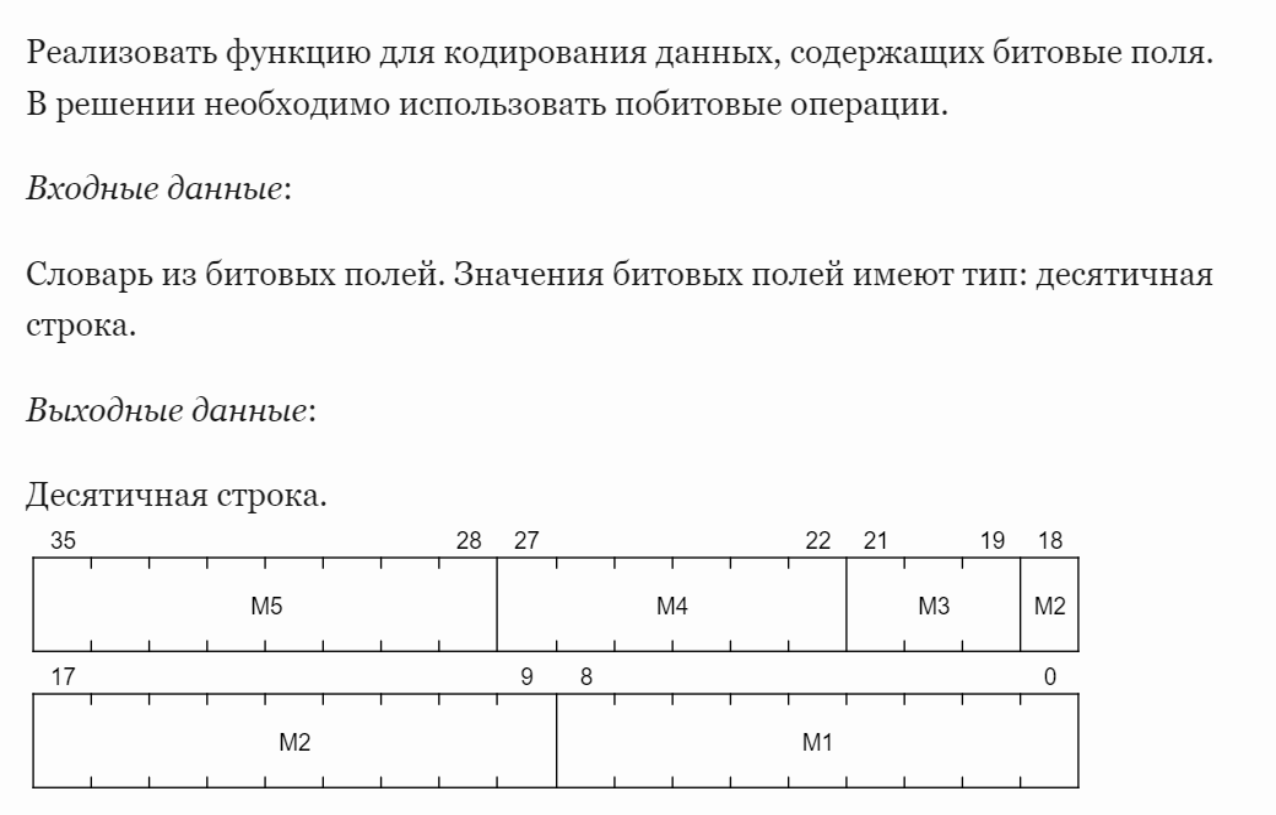 Реализовать функцию для кодирования данных, содержащих битовые поля.
В решении необходимо использовать побитовые операции.
Входные данные:
Словарь из битовых полей. Значения битовых полей имеют тип: десятичная
строка.
Выходные данные:
Десятичная строка.
35 28 27 22 21 19 18
M5 M4 M3 M2
17 9 8 0
M2 M1